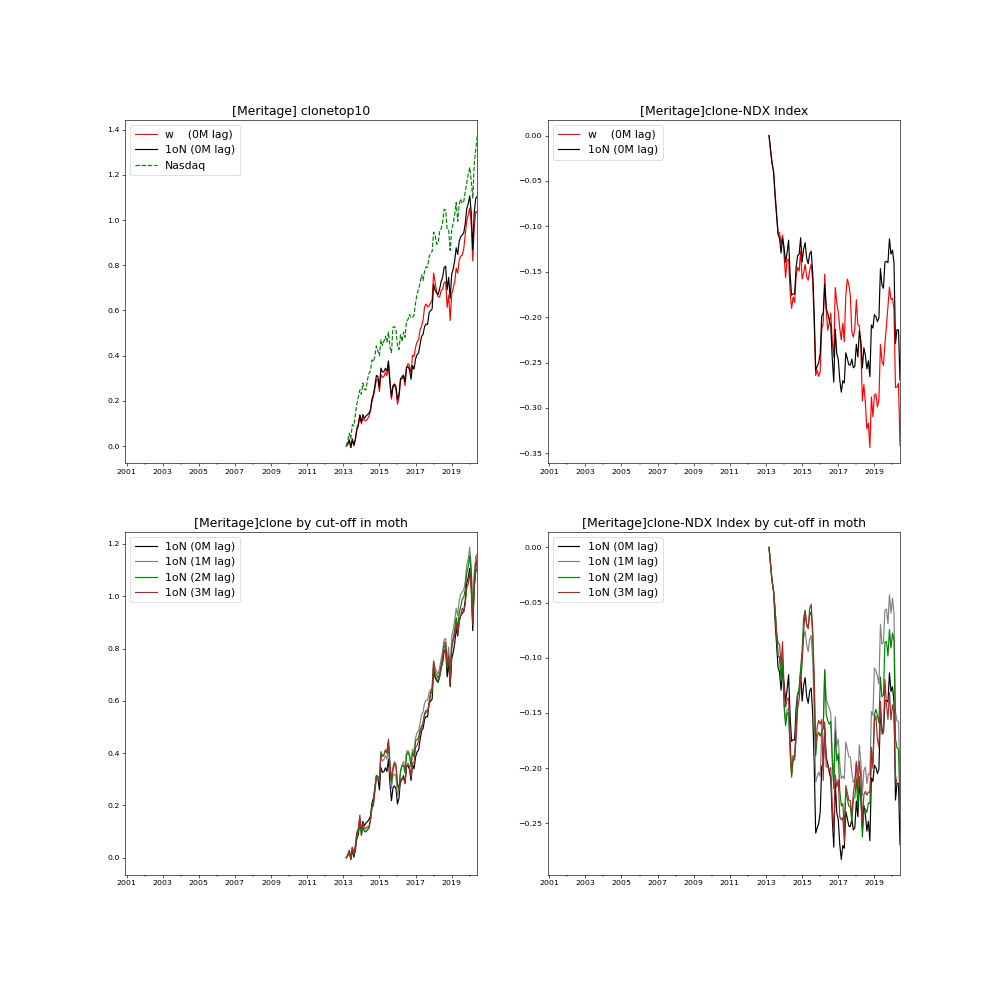 [Meritage] clonetop10
w (0M lag)
1oN (0M lag)
Nasdaq
1.4
1.2
1.0
0.8
0.6
0.4
0.2
0.0
2001 2003 2005 2007 2009 2011 2013 2015 2017 2019
[Meritage]clone-NDX Index
w (0M lag)
1oN (0M lag)
0.00
−0.05
−0.10
−0.15
−0.20
−0.25
−0.30
−0.35
2001 2003 2005 2007 2009 2011 2013 2015 2017 2019
[Meritage]clone by cut-off in moth
1oN (0M lag)
1oN (1M lag)
1oN (2M lag)
1oN (3M lag)
1.2
1.0
0.8
0.6
0.4
0.2
0.0
2001 2003 2005 2007 2009 2011 2013 2015 2017 2019
[Meritage]clone-NDX Index by cut-off in moth
1oN (0M lag)
1oN (1M lag)
1oN (2M lag)
1oN (3M lag)
0.00
−0.05
−0.10
−0.15
−0.20
−0.25
2001 2003 2005 2007 2009 2011 2013 2015 2017 2019